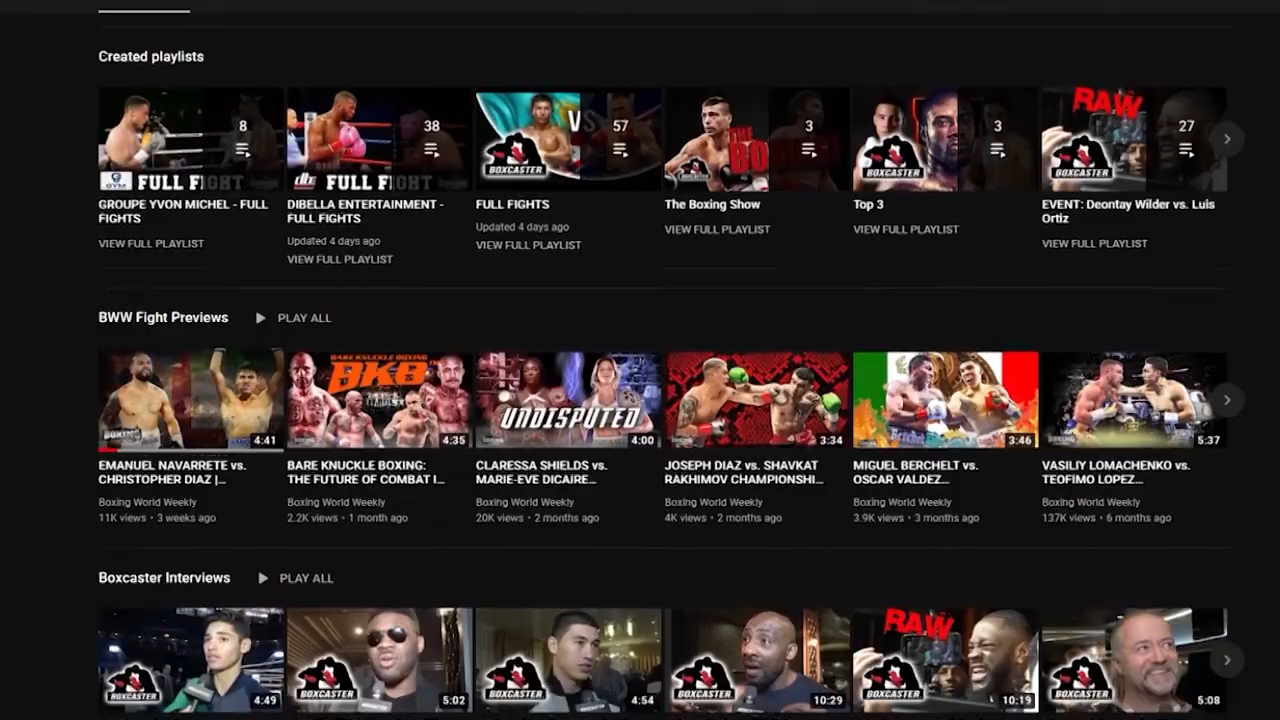 Created playlists
8
38
57
3
3
27
V S
THE
BO
RAW
BOXCASTER
BOXCASTER
BOXCASTER
BOXCASTER
GYM FULL FIGHT
FULL FIGHT
GROUPE YVON MICHEL - FULL
FIGHTS
VIEW FULL PLAYLIST
DIBELLA ENTERTAINMENT -
FULL FIGHTS
Updated 4 days ago
VIEW FULL PLAYLIST
FULL FIGHTS
Updated 4 days ago
VIEW FULL PLAYLIST
The Boxing Show
VIEW FULL PLAYLIST
Top 3
VIEW FULL PLAYLIST
EVENT: Deontay Wilder vs. Luis
Ortiz
VIEW FULL PLAYLIST
BWW Fight Previews PLAY ALL
BOXING
4:41
BARE KNUCKLE BOXING
BKB
4:35
UNDISPUTED
4:00
3:34
3:46
5:37
EMANUEL NAVARRETE vs.
CHRISTOPHER DIAZ |...
Boxing World Weekly
11K views • 3 weeks ago
BARE KNUCKLE BOXING:
THE FUTURE OF COMBAT I...
Boxing World Weekly
2.2K views • 1 month ago
CLARESSA SHIELDS vs.
MARIE-EVE DICAIRE...
Boxing World Weekly
20K views • 2 months ago
JOSEPH DIAZ vs. SHAVKAT
RAKHIMOV CHAMPIONSHI...
Boxing World Weekly
4K views • 2 months ago
MIGUEL BERCHELT vs.
OSCAR VALDEZ...
Boxing World Weekly
3.9K views • 3 months ago
VASILIY LOMACHENKO vs.
TEOFIMO LOPEZ...
Boxing World Weekly
137K views • 6 months ago
Boxcaster Interviews PLAY ALL
BOXCASTER
4:49
BOXCASTER
5:02
BOXCASTER
4:54
BOXCASTER
10:29
RAW
BOXCASTER
10:19
BOXCASTER
5:08